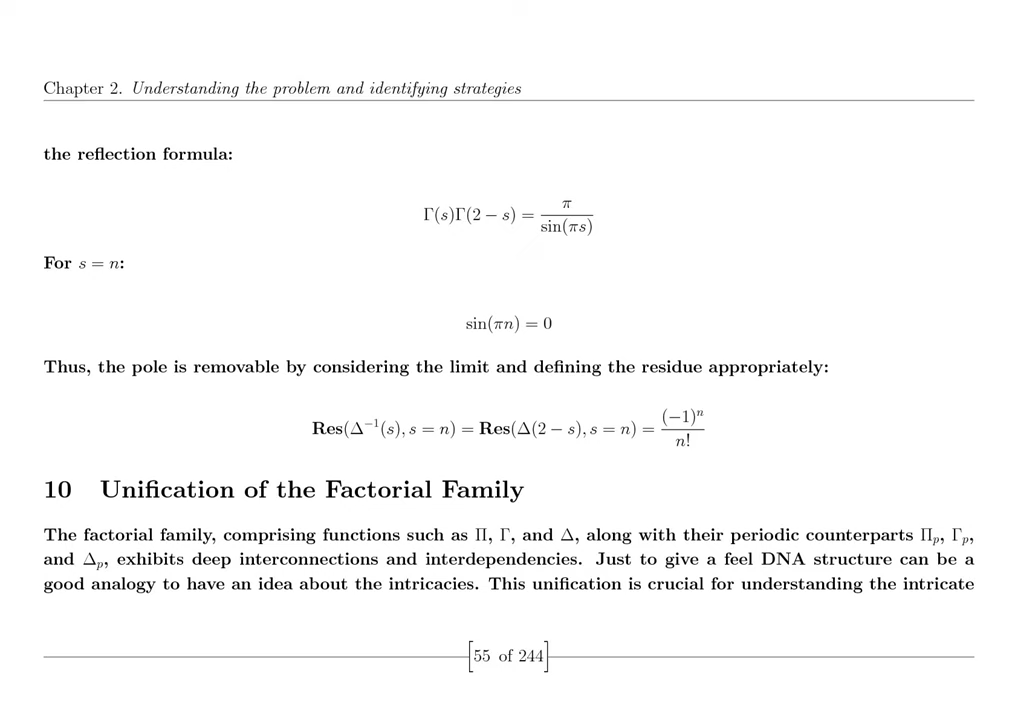 Chapter 2. Understanding the problem and identifying strategies
the reflection formula:
Γ(s)Γ(2 − s) = π / sin(πs)
For s = n:
sin(πn) = 0
Thus, the pole is removable by considering the limit and defining the residue appropriately:
Res(Δ⁻¹(s), s = n) = Res(Δ(2 − s), s = n) = (−1)ⁿ / n!
10 Unification of the Factorial Family
The factorial family, comprising functions such as Π, Γ, and Δ, along with their periodic counterparts Πₚ, Γₚ,
and Δₚ, exhibits deep interconnections and interdependencies. Just to give a feel DNA structure can be a
good analogy to have an idea about the intricacies. This unification is crucial for understanding the intricate
[55 of 244]